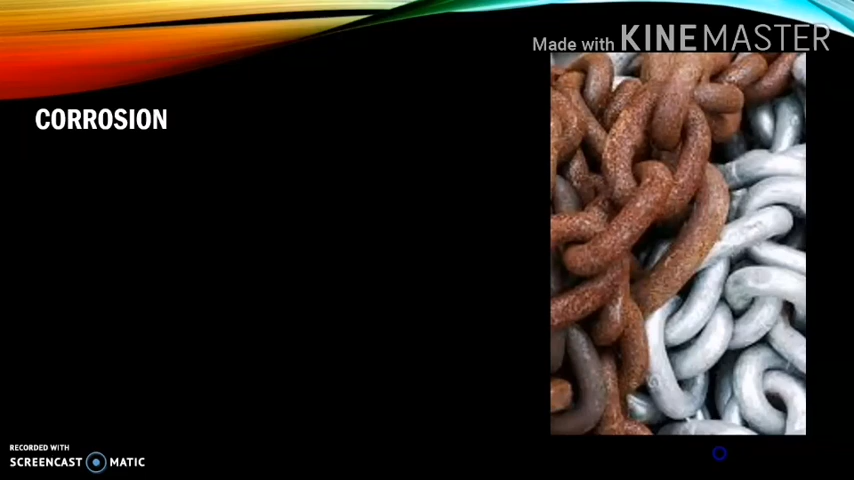 Made with KINEMASTER
CORROSION
RECORDED WITH
SCREENCAST MATIC